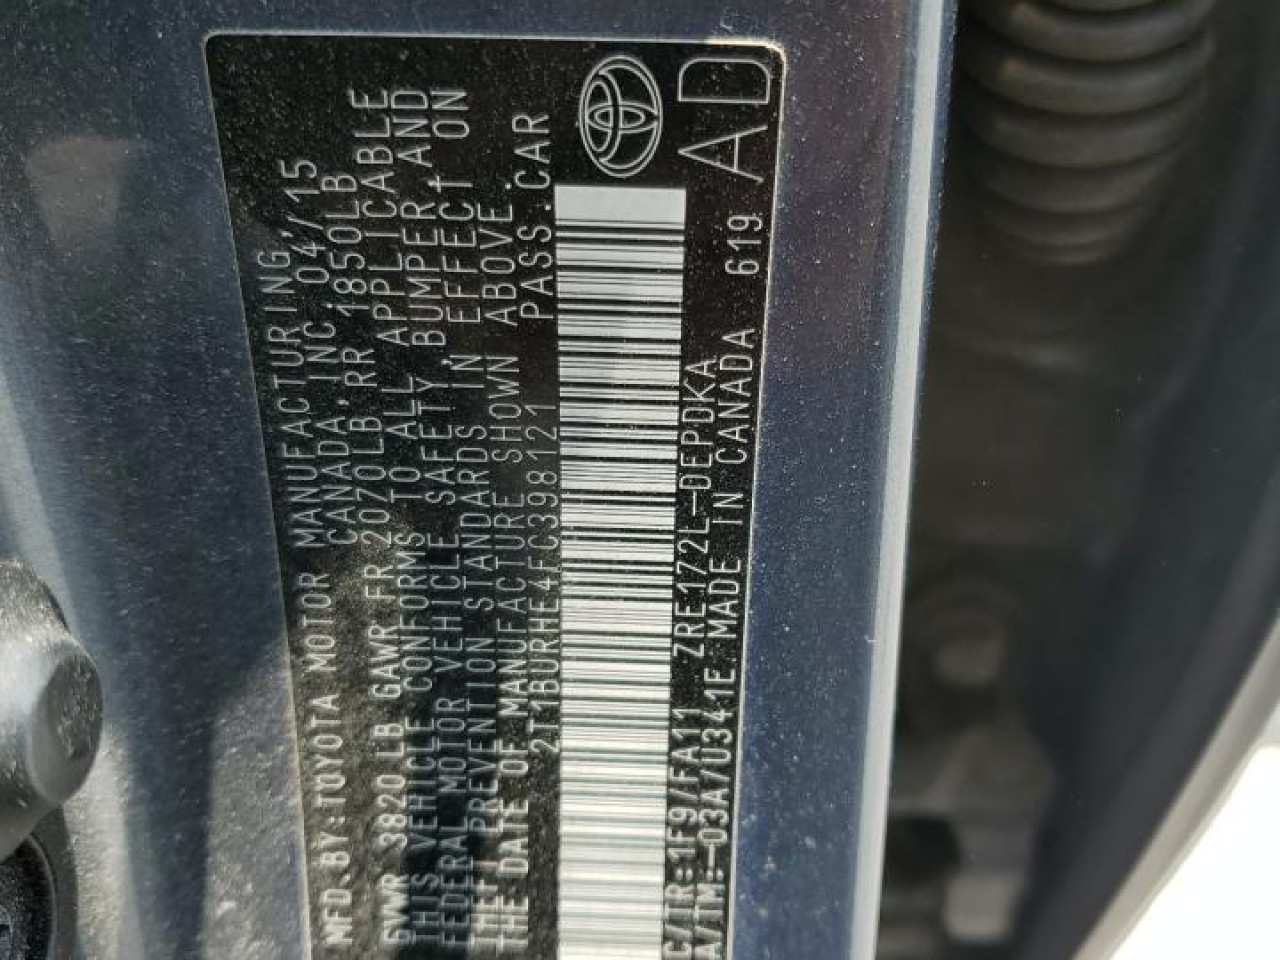 MFD.BY:TOYOTA MOTOR MANUFACTURING
CANADA,INC. 04/15
GVWR 3820LB GAWR FR 2070LB RR 1850LB
THIS VEHICLE CONFORMS TO ALL APPLICABLE
FEDERAL MOTOR VEHICLE SAFETY, BUMPER, AND
THEFT PREVENTION STANDARDS IN EFFECT ON
THE DATE OF MANUFACTURE SHOWN ABOVE.
2T1BURHE4FC398121 PASS.CAR
C/TR:1F9/FA11 ZRE172L-DEPDKA
A/TM:-03A/U341E MADE IN CANADA 619
AD